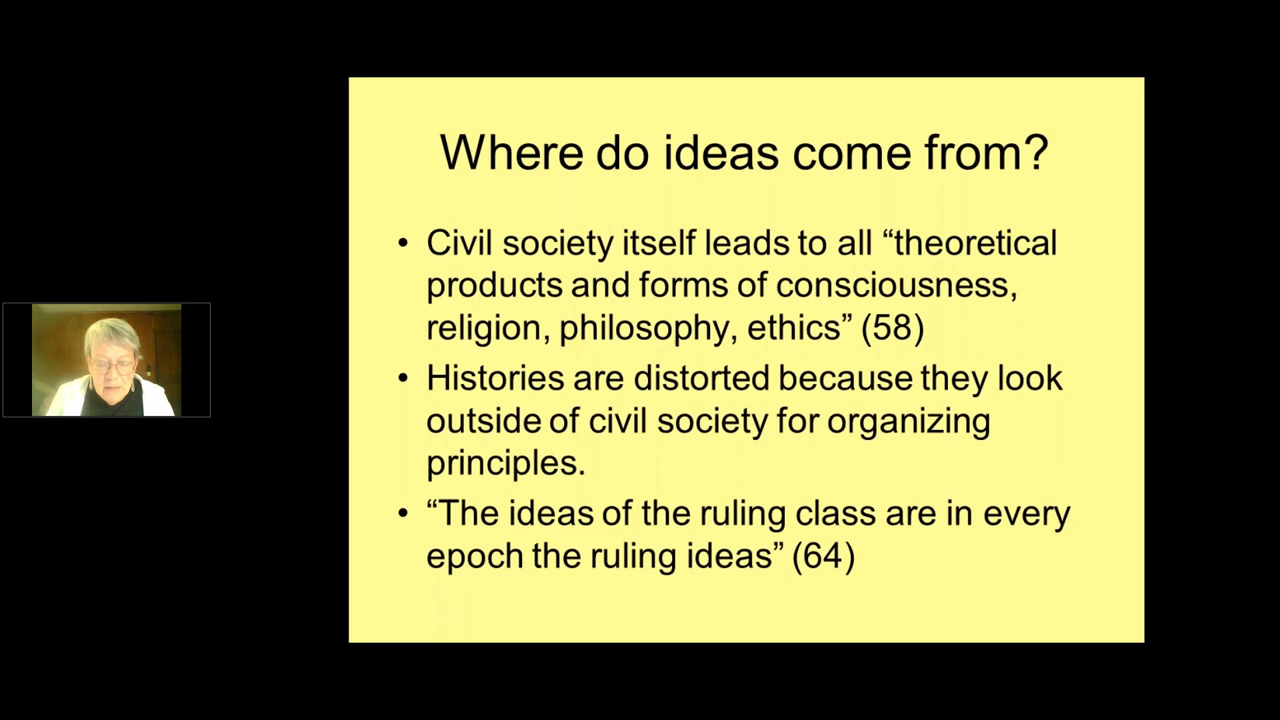 Where do ideas come from?
• Civil society itself leads to all “theoretical
products and forms of consciousness,
religion, philosophy, ethics” (58)
• Histories are distorted because they look
outside of civil society for organizing
principles.
• “The ideas of the ruling class are in every
epoch the ruling ideas” (64)